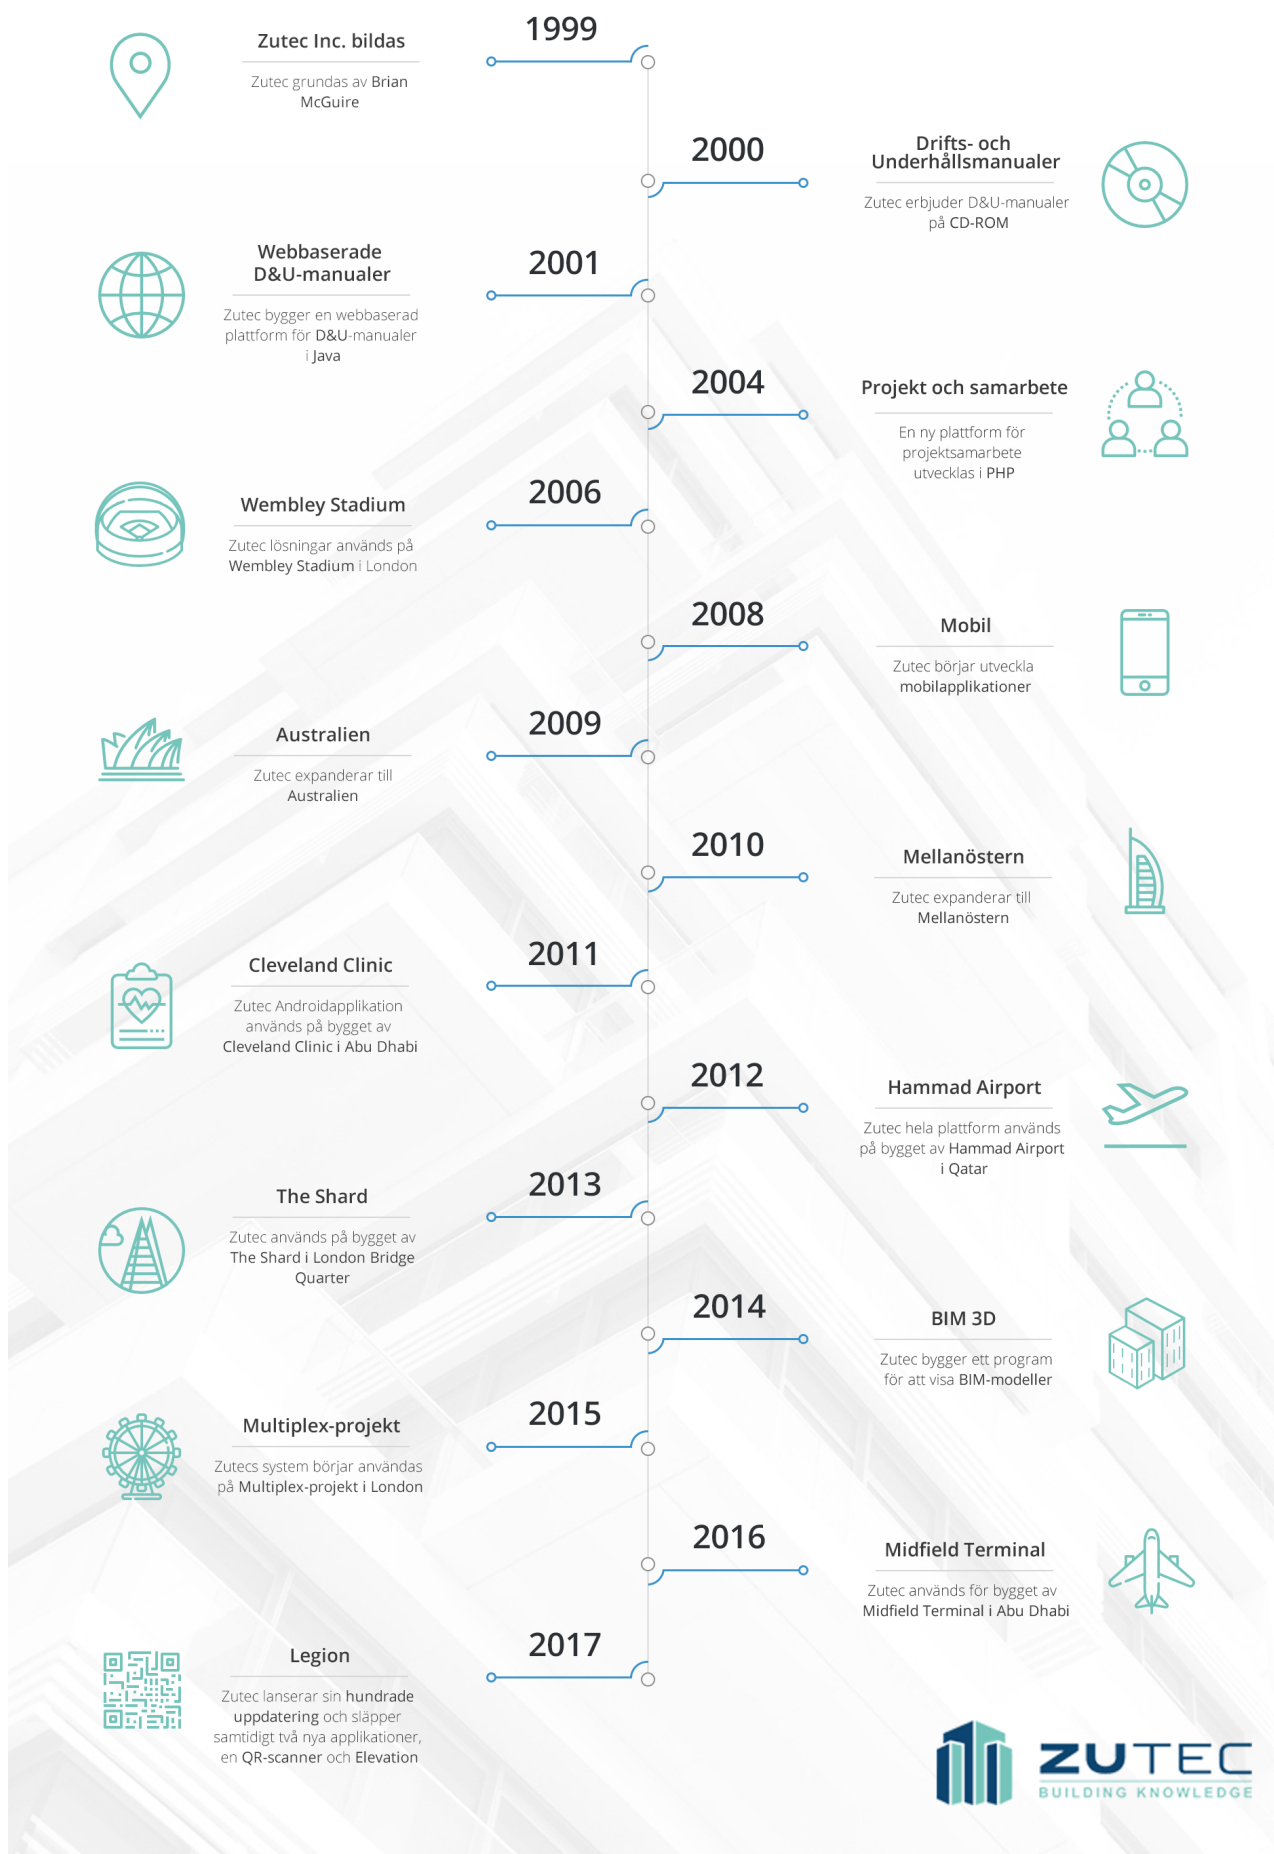 1999
Zutec Inc. bildas
Zutec grundas av Brian
McGuire
2000
Drifts- och
Underhållsmanualer
Zutec erbjuder D&U-manualer
på CD-ROM
2001
Webbaserade
D&U-manualer
Zutec bygger en webbaserad
plattform för D&U-manualer
i Java
2004
Projekt och samarbete
En ny plattform för
projektsamarbete
utvecklas i PHP
2006
Wembley Stadium
Zutec lösningar används på
Wembley Stadium i London
2008
Mobil
Zutec börjar utveckla
mobilapplikationer
2009
Australien
Zutec expanderar till
Australien
2010
Mellanöstern
Zutec expanderar till
Mellanöstern
2011
Cleveland Clinic
Zutec Androidapplikation
används på bygget av
Cleveland Clinic i Abu Dhabi
2012
Hammad Airport
Zutec hela plattform används
på bygget av Hammad Airport
i Qatar
2013
The Shard
Zutec används på bygget av
The Shard i London Bridge
Quarter
2014
BIM 3D
Zutec bygger ett program
för att visa BIM-modeller
2015
Multiplex-projekt
Zutecs system börjar användas
på Multiplex-projekt i London
2016
Midfield Terminal
Zutec används för bygget av
Midfield Terminal i Abu Dhabi
2017
Legion
Zutec lanserar sin hundrade
uppdatering och släpper
samtidigt två nya applikationer,
en QR-scanner och Elevation
ZUTEC
BUILDING KNOWLEDGE